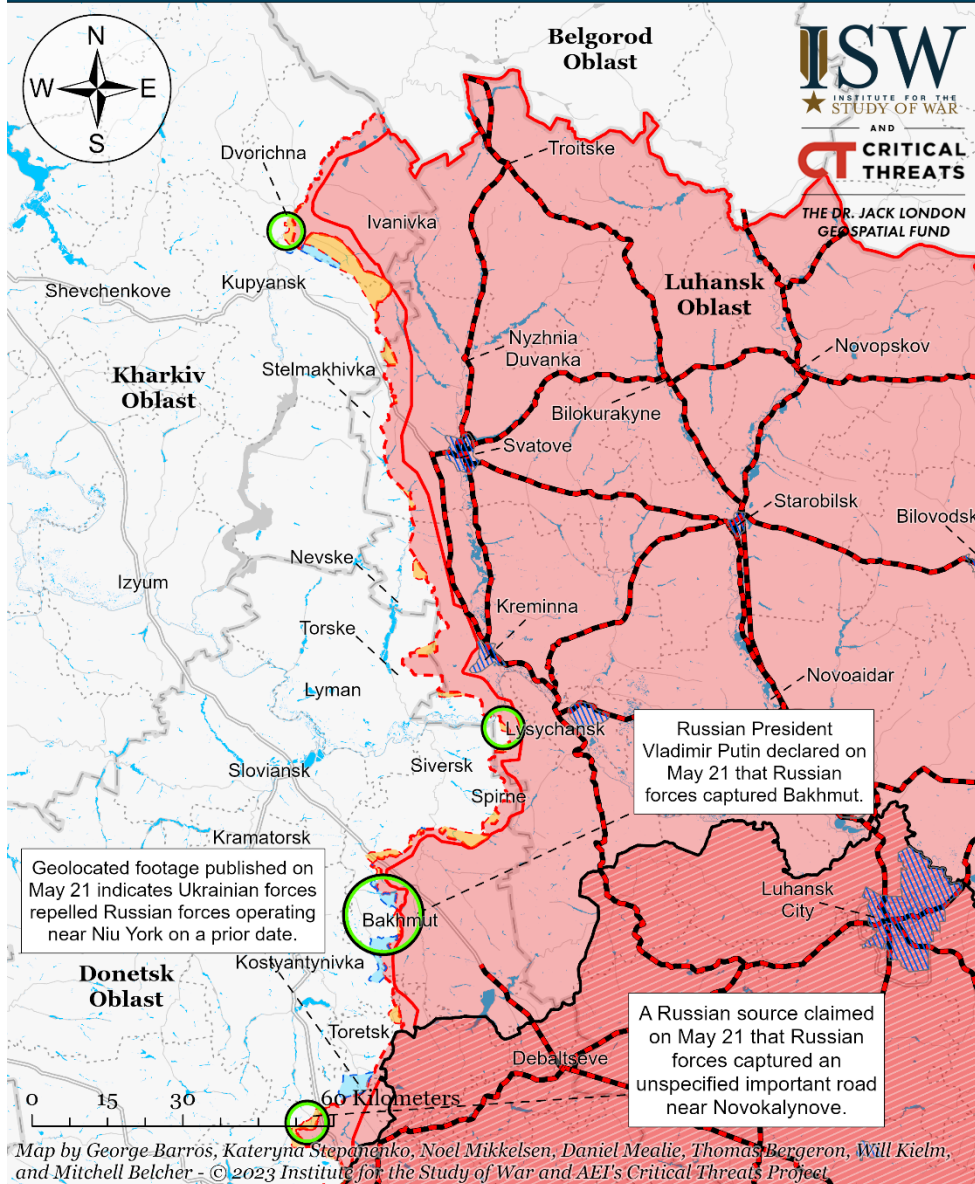 N
W
E
S
Belgorod
Oblast
ISW
INSTITUTE FOR THE
STUDY OF WAR
AND
CT CRITICAL
THREATS
THE DR. JACK LONDON
GEOSPATIAL FUND
Dvorichna
Troitske
Ivanivka
Luhansk
Oblast
Shevchenkove
Kupyansk
Nyzhnia
Duvanka
Novopskov
Kharkiv
Oblast
Stelmakhivka
Bilokurakyne
Svatove
Starobilsk
Bilovodsk
Nevske
Izyum
Kreminna
Torske
Novoaidar
Lyman
Lysychansk
Russian President
Vladimir Putin declared on
May 21 that Russian
forces captured Bakhmut.
Sloviansk
Siversk
Spirne
Kramatorsk
Geolocated footage published on
May 21 indicates Ukrainian forces
repelled Russian forces operating
near Niu York on a prior date.
Luhansk
City
Bakhmut
Kostyantynivka
Donetsk
Oblast
A Russian source claimed
on May 21 that Russian
forces captured an
unspecified important road
near Novokalynove.
Toretsk
Debaltseve
0 15 30 60 Kilometers
Map by George Barros, Kateryna Stepanenko, Noel Mikkelsen, Daniel Mealie, Thomas Bergeron, Will Kielm,
and Mitchell Belcher - © 2023 Institute for the Study of War and AEI's Critical Threats Project